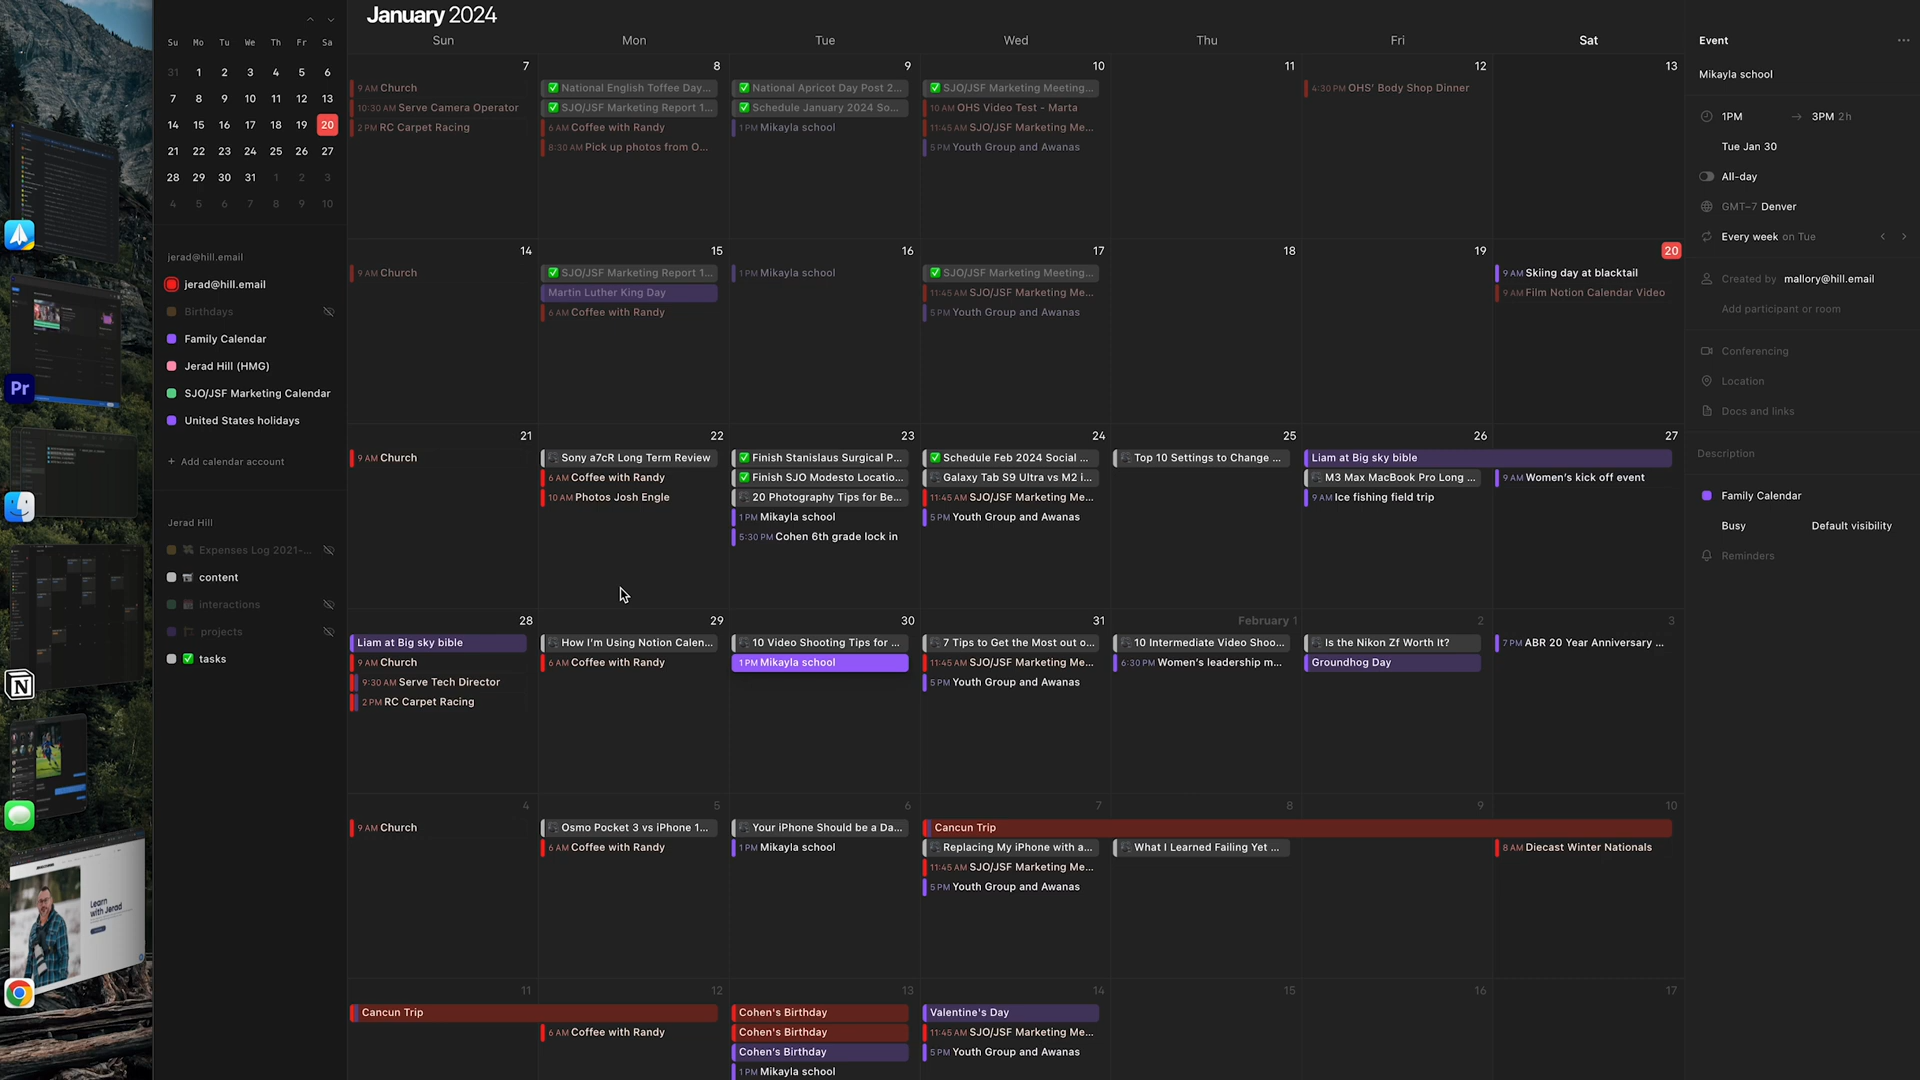 January 2024
Su Mo Tu We Th Fr Sa
31 1 2 3 4 5 6
7 8 9 10 11 12 13
14 15 16 17 18 19 20
21 22 23 24 25 26 27
28 29 30 31 1 2 3
4 5 6 7 8 9 10
jerad@hill.email
jerad@hill.email
Birthdays
Family Calendar
Jerad Hill (HMG)
SJO/JSF Marketing Calendar
United States holidays
+ Add calendar account
Jerad Hill
Expenses Log 2021-...
content
interactions
projects
tasks
Pr
Learn
with Jerad
Sun Mon Tue Wed Thu Fri Sat
7
9 AM Church
10:30 AM Serve Camera Operator
2 PM RC Carpet Racing
8
National English Toffee Day...
SJO/JSF Marketing Report 1...
6 AM Coffee with Randy
8:30 AM Pick up photos from O...
9
National Apricot Day Post 2...
Schedule January 2024 So...
1 PM Mikayla school
10
SJO/JSF Marketing Meeting...
10 AM OHS Video Test - Marta
11:45 AM SJO/JSF Marketing Me...
5 PM Youth Group and Awanas
11
12
4:30 PM OHS' Body Shop Dinner
13
14
9 AM Church
15
SJO/JSF Marketing Report 1...
Martin Luther King Day
6 AM Coffee with Randy
16
1 PM Mikayla school
17
SJO/JSF Marketing Meeting...
11:45 AM SJO/JSF Marketing Me...
5 PM Youth Group and Awanas
18
19
20
9 AM Skiing day at blacktail
9 AM Film Notion Calendar Video
21
9 AM Church
22
Sony a7cR Long Term Review
6 AM Coffee with Randy
10 AM Photos Josh Engle
23
Finish Stanislaus Surgical P...
Finish SJO Modesto Locatio...
20 Photography Tips for Be...
1 PM Mikayla school
5:30 PM Cohen 6th grade lock in
24
Schedule Feb 2024 Social ...
Galaxy Tab S9 Ultra vs M2 i...
11:45 AM SJO/JSF Marketing Me...
5 PM Youth Group and Awanas
25
Top 10 Settings to Change ...
26
Liam at Big sky bible
M3 Max MacBook Pro Long ...
9 AM Ice fishing field trip
27
9 AM Women's kick off event
28
Liam at Big sky bible
9 AM Church
9:30 AM Serve Tech Director
2 PM RC Carpet Racing
29
How I'm Using Notion Calen...
6 AM Coffee with Randy
30
10 Video Shooting Tips for ...
1 PM Mikayla school
31
7 Tips to Get the Most out o...
11:45 AM SJO/JSF Marketing Me...
5 PM Youth Group and Awanas
February 1
10 Intermediate Video Shoo...
6:30 PM Women's leadership m...
2
Is the Nikon Zf Worth It?
Groundhog Day
3
7 PM ABR 20 Year Anniversary ...
4
9 AM Church
5
Osmo Pocket 3 vs iPhone 1...
6 AM Coffee with Randy
6
Your iPhone Should be a Da...
1 PM Mikayla school
7
Cancun Trip
Replacing My iPhone with a...
11:45 AM SJO/JSF Marketing Me...
5 PM Youth Group and Awanas
8
What I Learned Failing Yet ...
9
10
8 AM Diecast Winter Nationals
11
Cancun Trip
12
6 AM Coffee with Randy
13
Cohen's Birthday
Cohen's Birthday
Cohen's Birthday
1 PM Mikayla school
14
Valentine's Day
11:45 AM SJO/JSF Marketing Me...
5 PM Youth Group and Awanas
15
16
17
Event
Mikayla school
1PM → 3PM 2h
Tue Jan 30
All-day
GMT-7 Denver
Every week on Tue
Created by mallory@hill.email
Add participant or room
Conferencing
Location
Docs and links
Description
Family Calendar
Busy Default visibility
Reminders